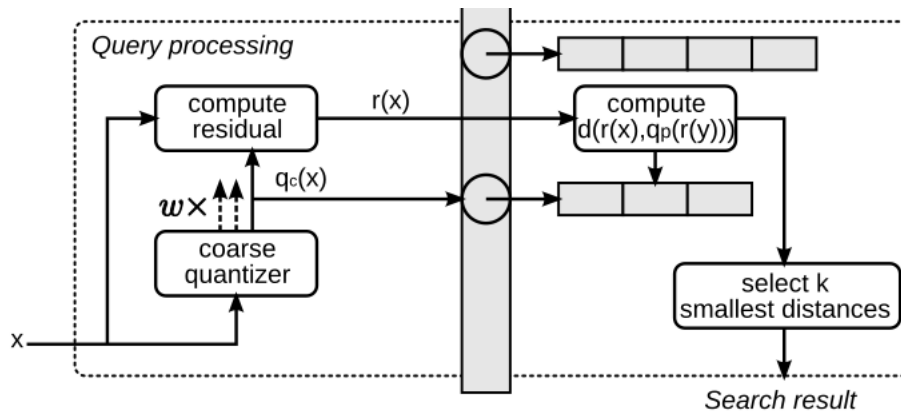 Query processing
compute
residual
r(x)
compute
d(r(x),qp(r(y)))
qc(x)
w×
coarse
quantizer
select k
smallest distances
x
Search result